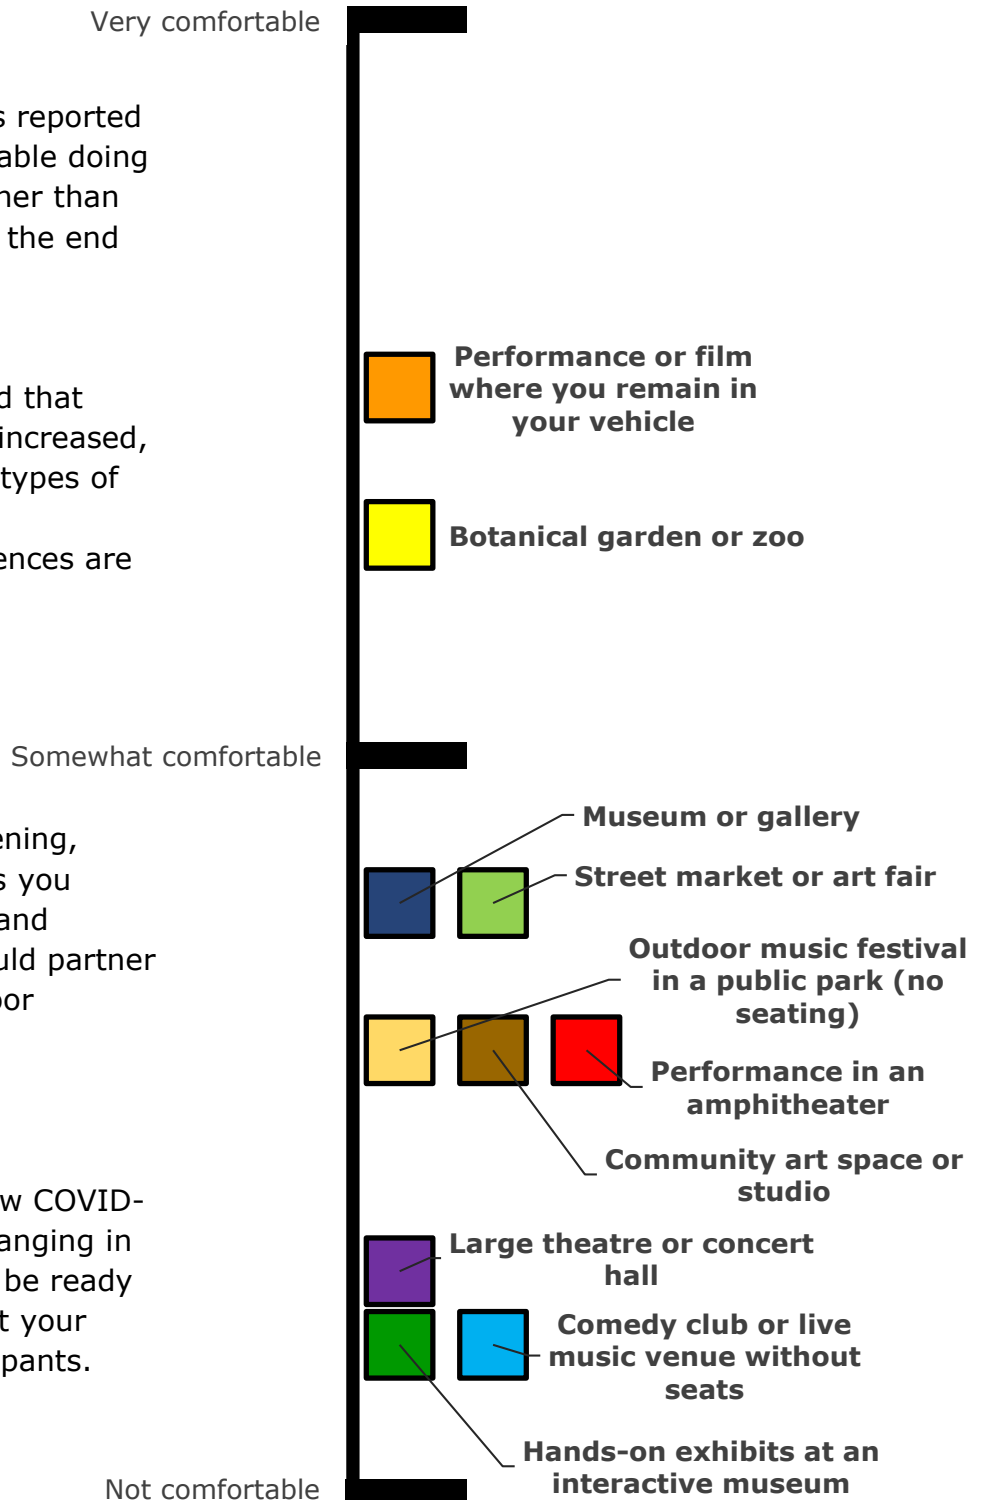 Very comfortable
s reported
able doing
her than
the end
d that
increased,
types of
ences are
Performance or film
where you remain in
your vehicle
Botanical garden or zoo
Somewhat comfortable
ening,
s you
and
uld partner
oor
Museum or gallery
Street market or art fair
Outdoor music festival
in a public park (no
seating)
Performance in an
amphitheater
Community art space or
studio
w COVID-
anging in
be ready
t your
pants.
Large theatre or concert
hall
Comedy club or live
music venue without
seats
Hands-on exhibits at an
interactive museum
Not comfortable